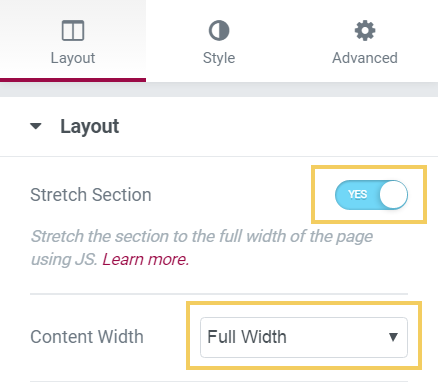 Layout
Style
Advanced
Layout
Stretch Section
YES
Stretch the section to the full width of the page
using JS. Learn more.
Content Width
Full Width